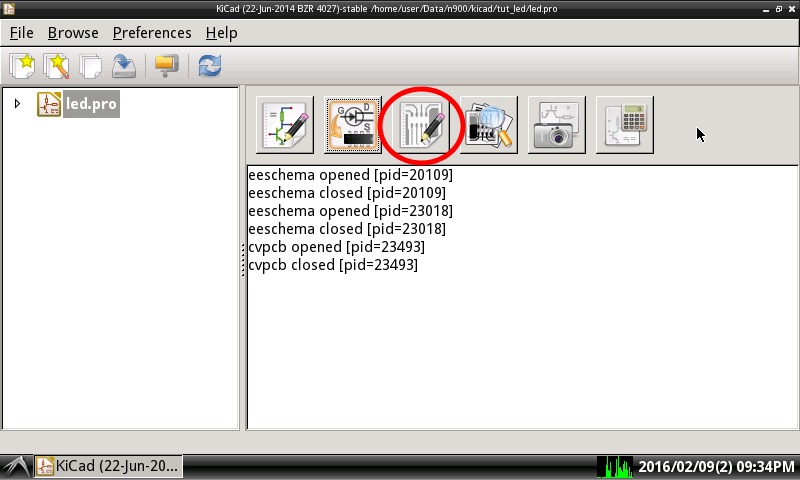 KiCad (22-Jun-2014 BZR 4027)-stable /home/user/Data/n900/kicad/tut_led/led.pro
File Browse Preferences Help
led.pro
G D
S
eeschema opened [pid=20109]
eeschema closed [pid=20109]
eeschema opened [pid=23018]
eeschema closed [pid=23018]
cvpcb opened [pid=23493]
cvpcb closed [pid=23493]
KiCad (22-Jun-20... 2016/02/09(2) 09:34PM